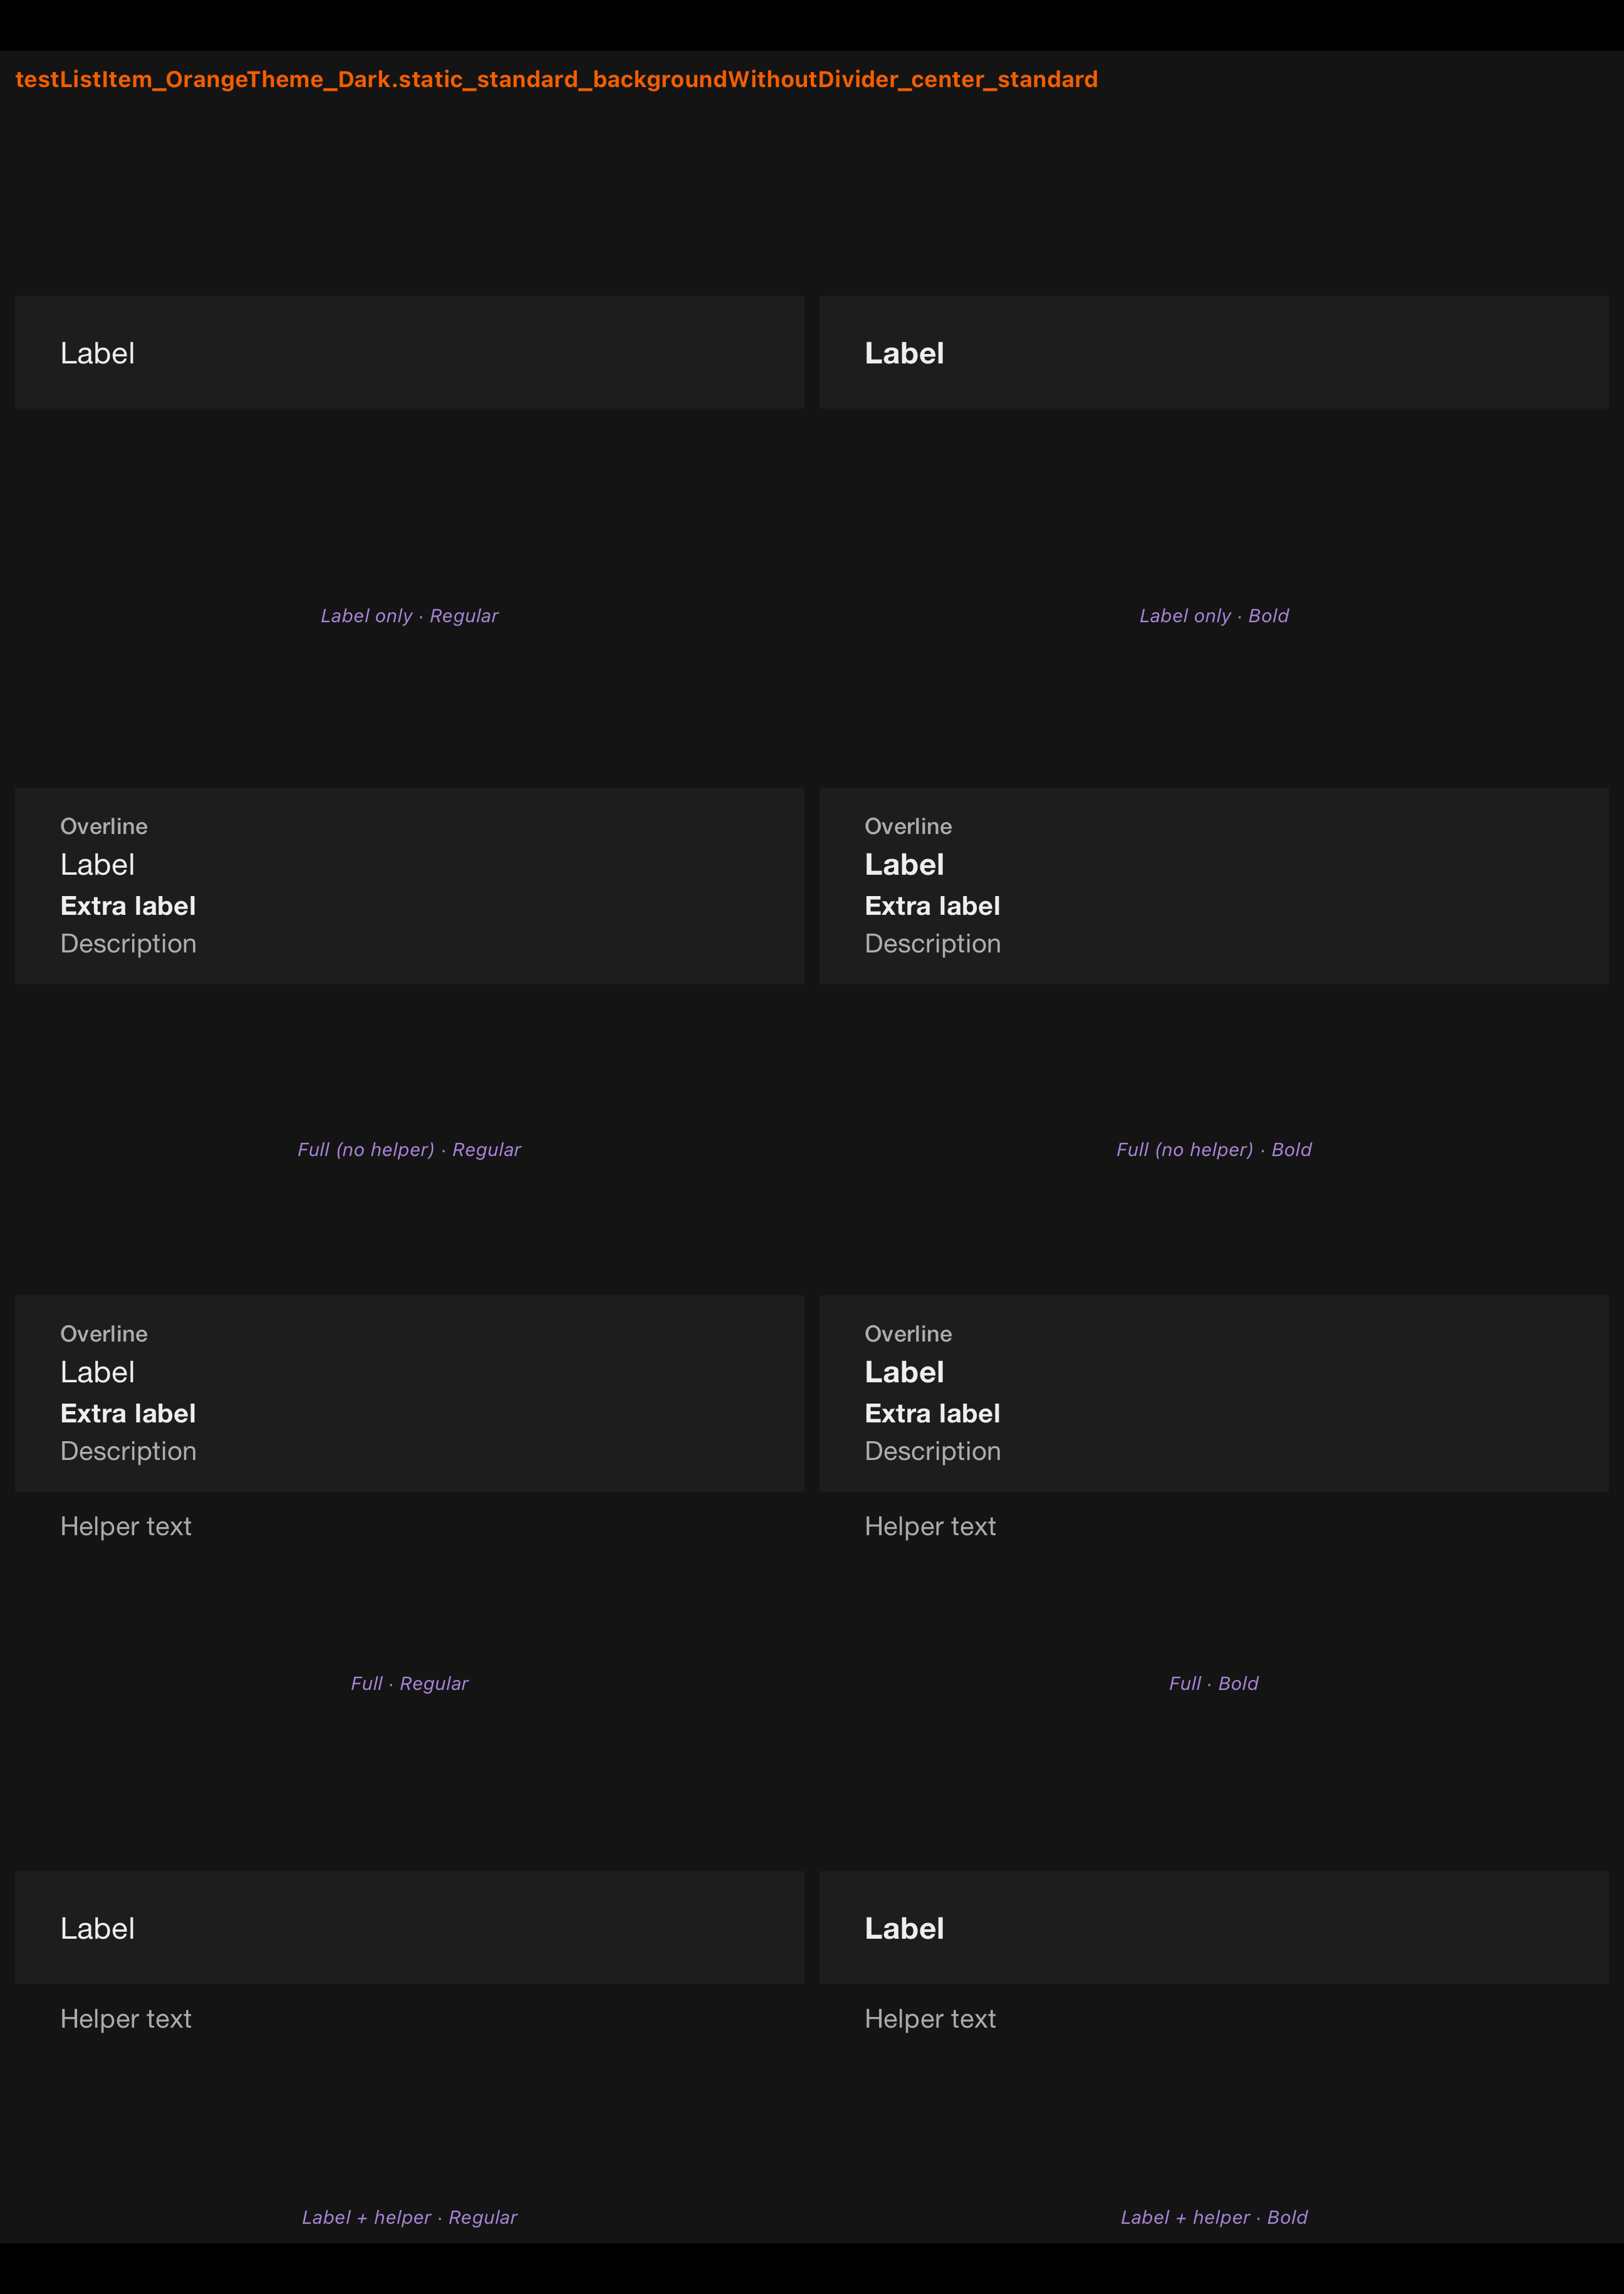 testListItem_OrangeTheme_Dark.static_standard_backgroundWithoutDivider_center_standard
Label
Label
Label only · Regular
Label only · Bold
Overline
Label
Extra label
Description
Overline
Label
Extra label
Description
Full (no helper) · Regular
Full (no helper) · Bold
Overline
Label
Extra label
Description
Helper text
Overline
Label
Extra label
Description
Helper text
Full · Regular
Full · Bold
Label
Helper text
Label
Helper text
Label + helper · Regular
Label + helper · Bold